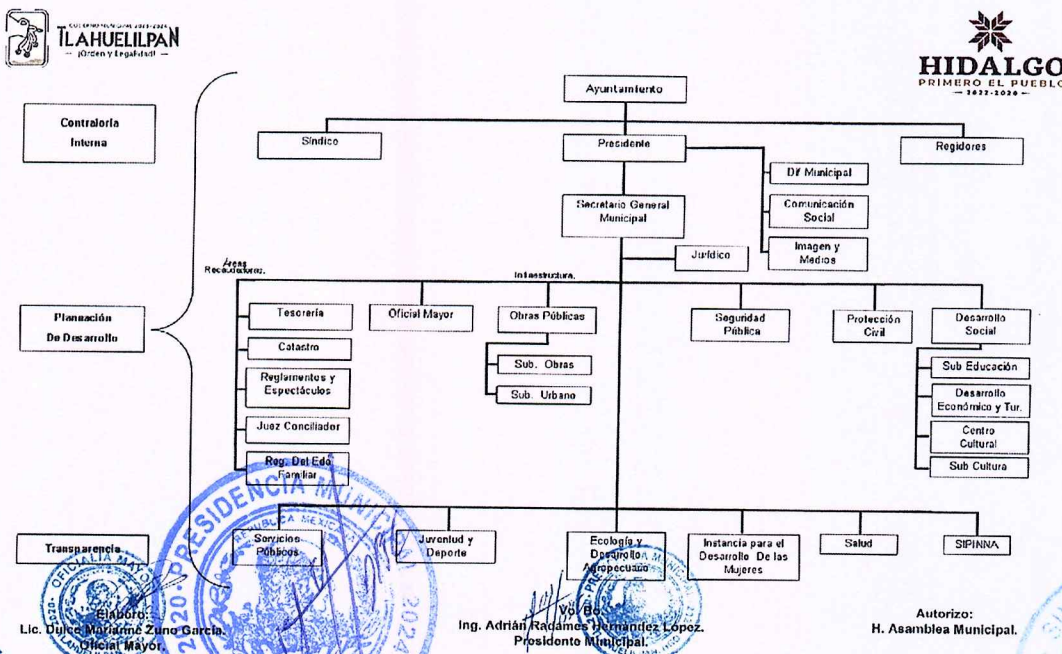 TLAHUELILPAN
¡Orden y Legalidad!
HIDALGO
PRIMERO EL PUEBLO
Contraloría
Interna
Ayuntamiento
Síndico
Presidente
Regidores
Dif Municipal
Secretario General
Municipal
Comunicación
Social
Imagen y
Medios
Jurídico
Áreas
Recaudadoras.
Infraestructura.
Planeación
De Desarrollo
Tesorería
Oficial Mayor
Obras Públicas
Seguridad
Pública
Protección
Civil
Desarrollo
Social
Catastro
Sub. Obras
Sub Educación
Reglamentos y
Espectáculos
Sub. Urbano
Desarrollo
Económico y Tur.
Juez Conciliador
Centro
Cultural
Reg. Del Edo
Familiar
Sub Cultura
Transparencia
Servicios
Públicos
Juventud y
Deporte
Ecología y
Desarrollo
Agropecuario
Instancia para el
Desarrollo De las
Mujeres
Salud
SIPINNA
PRESIDENCIA
OFICIALIA MAYOR
Elaboro:
Lic. Dulce Marianne Zuno García.
Oficial Mayor.
Vo. Bo.
Ing. Adrián Radames Hernández López.
Presidente Municipal.
Autorizo:
H. Asamblea Municipal.